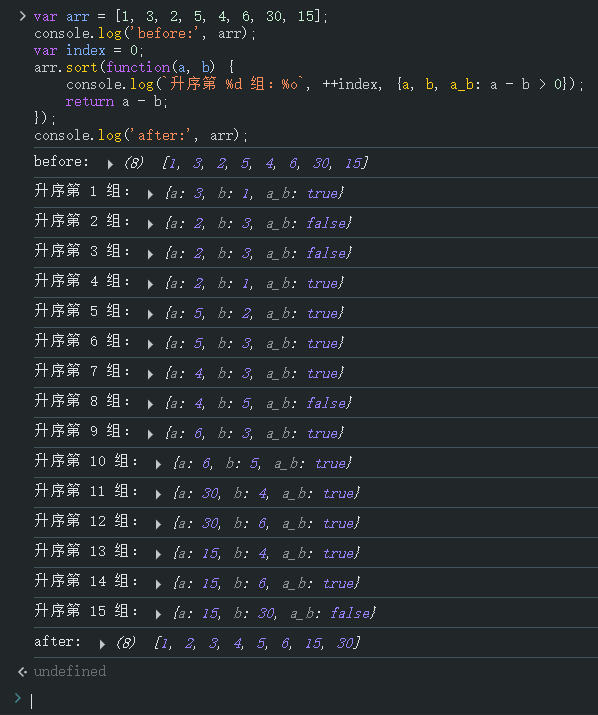 var arr = [1, 3, 2, 5, 4, 6, 30, 15];
console.log('before:', arr);
var index = 0;
arr.sort(function(a, b) {
    console.log(`升序第 %d 组：%o`, ++index, {a, b, a_b: a - b > 0});
    return a - b;
});
console.log('after:', arr);
before: (8) [1, 3, 2, 5, 4, 6, 30, 15]
升序第 1 组： {a: 3, b: 1, a_b: true}
升序第 2 组： {a: 2, b: 3, a_b: false}
升序第 3 组： {a: 2, b: 3, a_b: false}
升序第 4 组： {a: 2, b: 1, a_b: true}
升序第 5 组： {a: 5, b: 2, a_b: true}
升序第 6 组： {a: 5, b: 3, a_b: true}
升序第 7 组： {a: 4, b: 3, a_b: true}
升序第 8 组： {a: 4, b: 5, a_b: false}
升序第 9 组： {a: 6, b: 3, a_b: true}
升序第 10 组： {a: 6, b: 5, a_b: true}
升序第 11 组： {a: 30, b: 4, a_b: true}
升序第 12 组： {a: 30, b: 6, a_b: true}
升序第 13 组： {a: 15, b: 4, a_b: true}
升序第 14 组： {a: 15, b: 6, a_b: true}
升序第 15 组： {a: 15, b: 30, a_b: false}
after: (8) [1, 2, 3, 4, 5, 6, 15, 30]
undefined